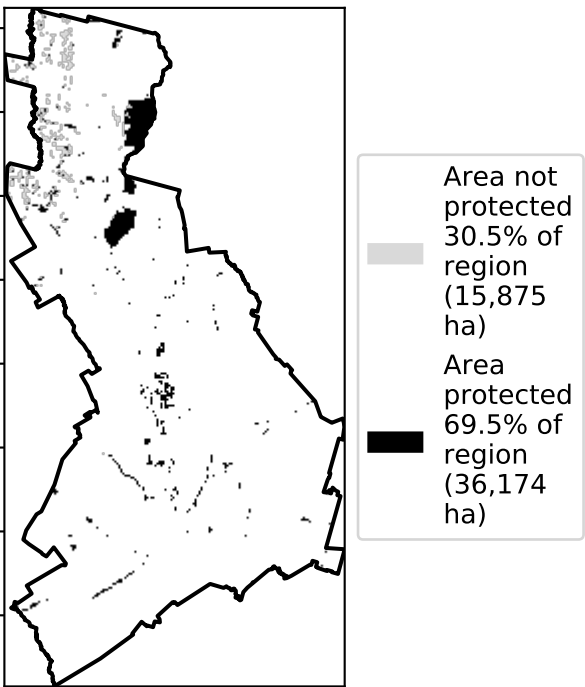 Area not
protected
30.5% of
region
(15,875
ha)
Area
protected
69.5% of
region
(36,174
ha)